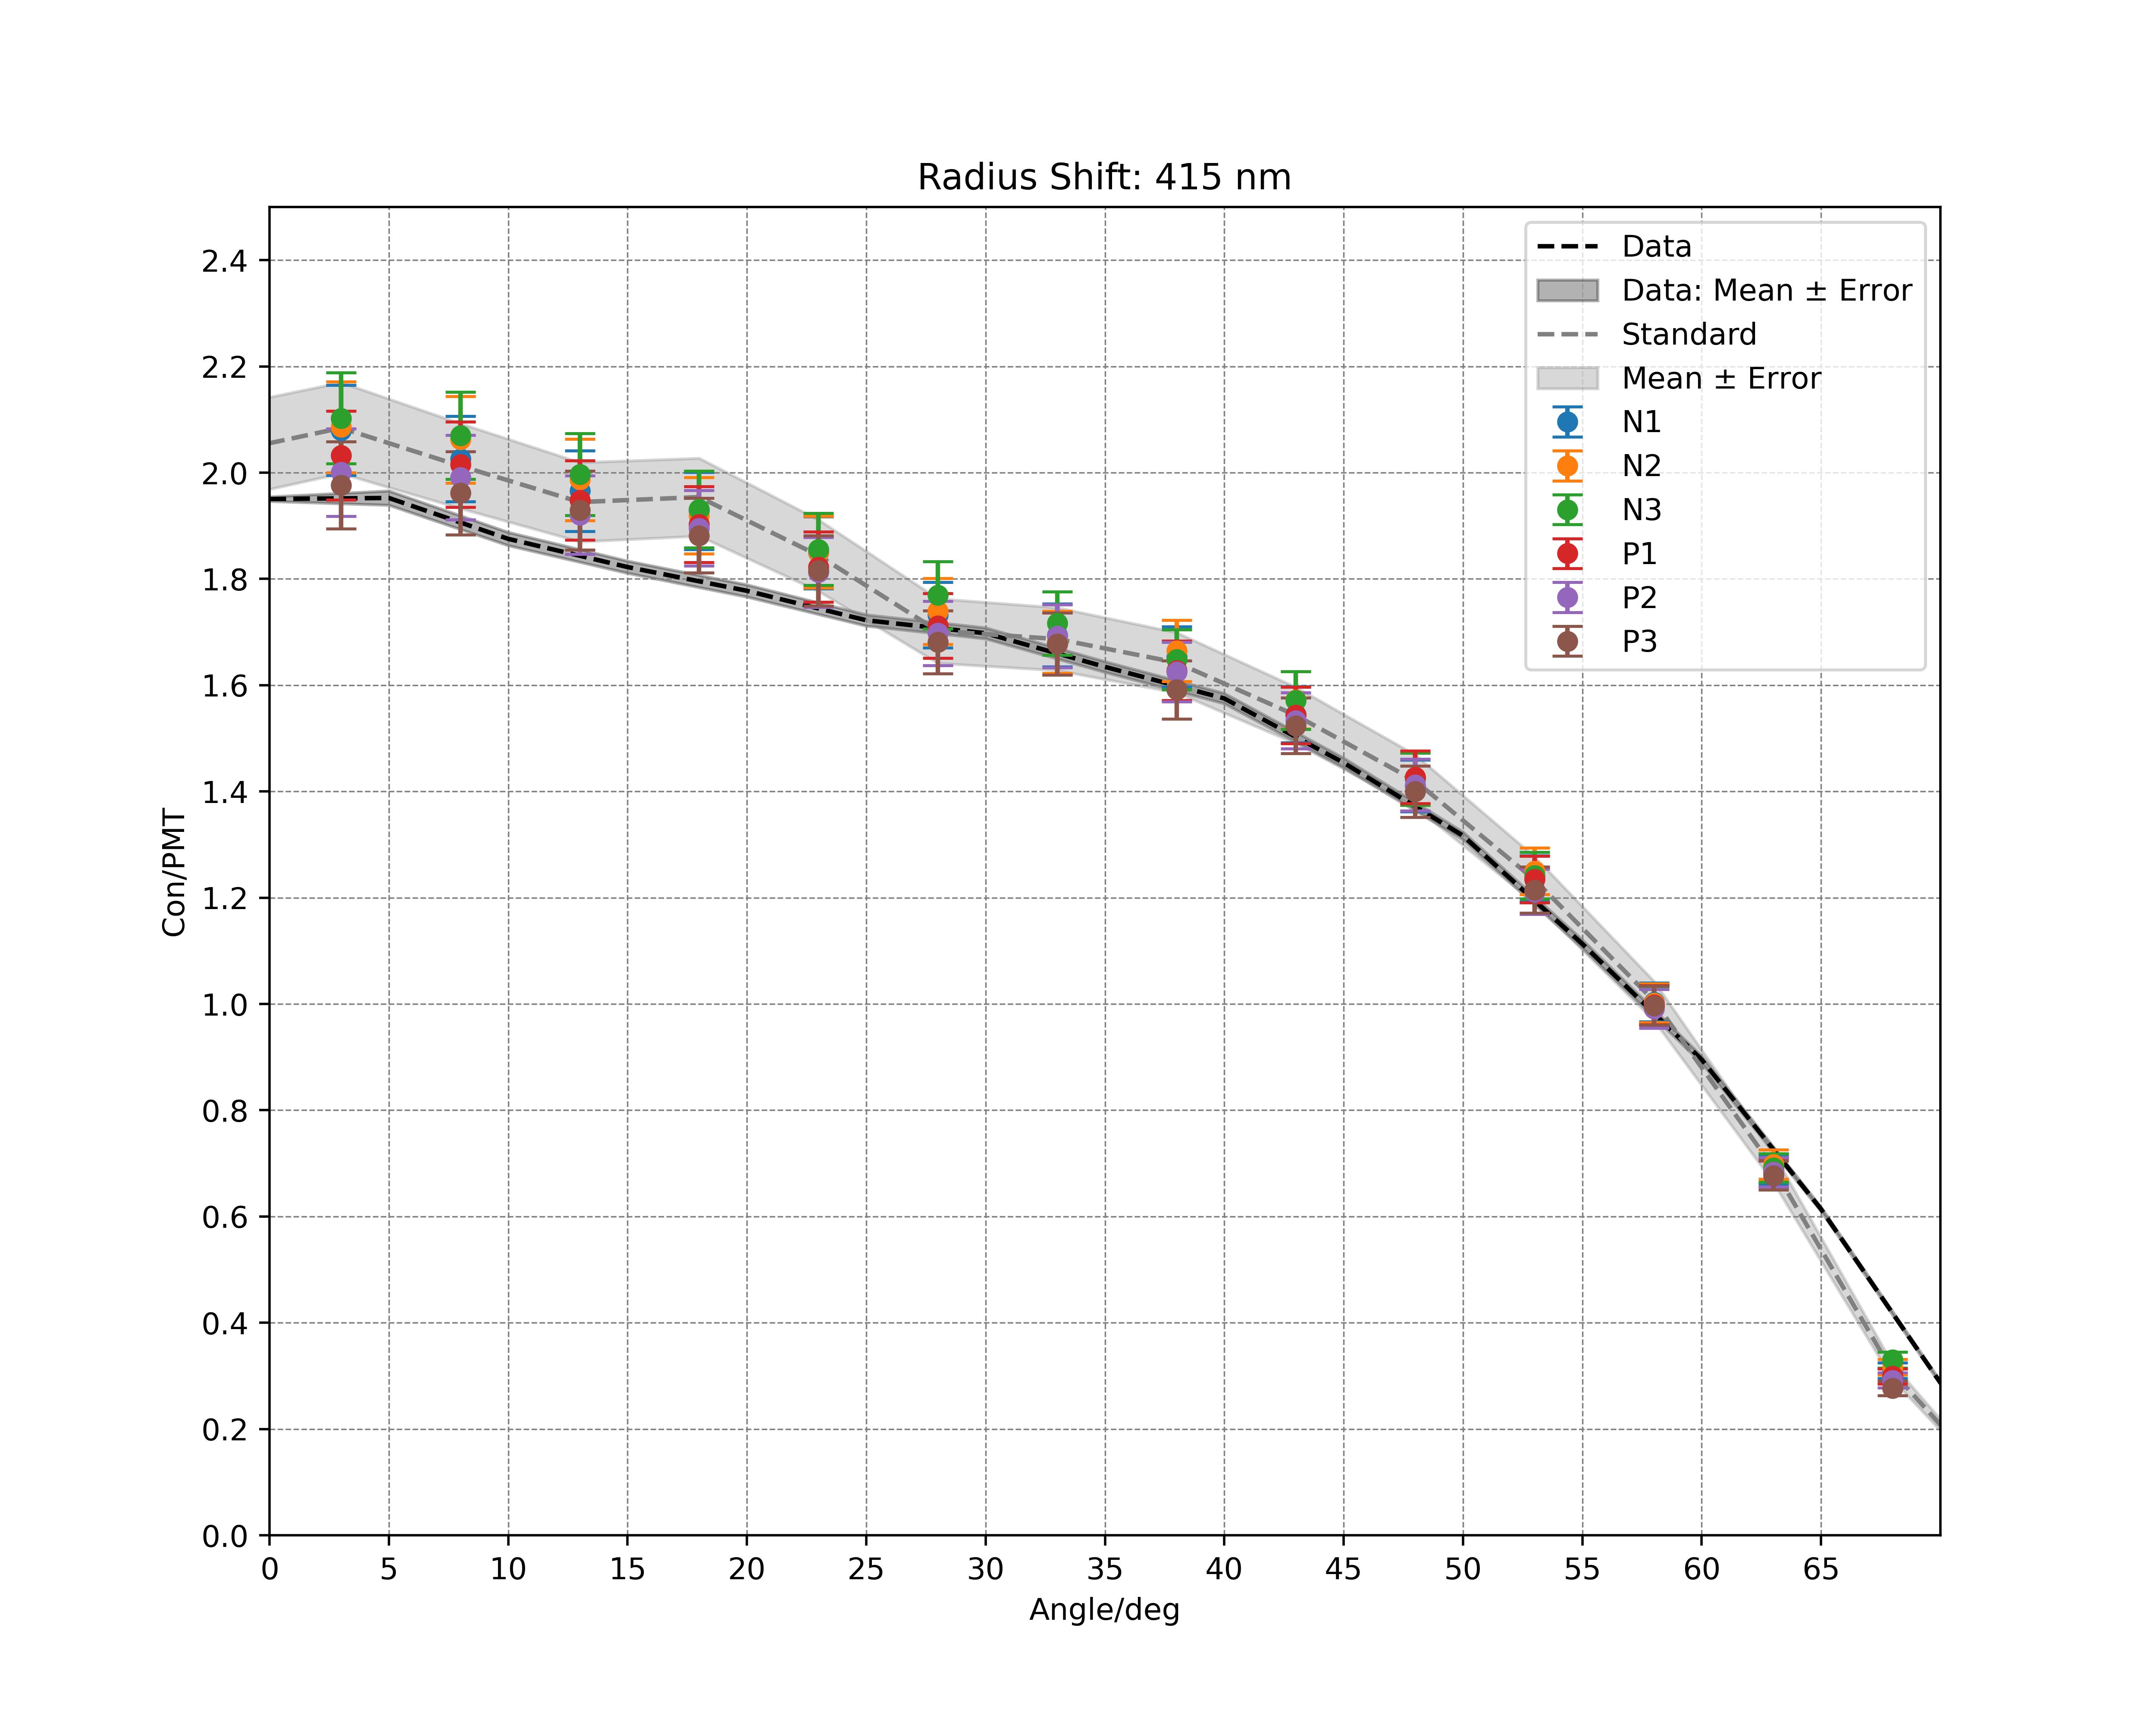 Radius Shift: 415 nm
Con/PMT
2.4
2.2
2.0
1.8
1.6
1.4
1.2
1.0
0.8
0.6
0.4
0.2
0.0
Data
Data: Mean ± Error
Standard
Mean ± Error
N1
N2
N3
P1
P2
P3
0 5 10 15 20 25 30 35 40 45 50 55 60 65
Angle/deg